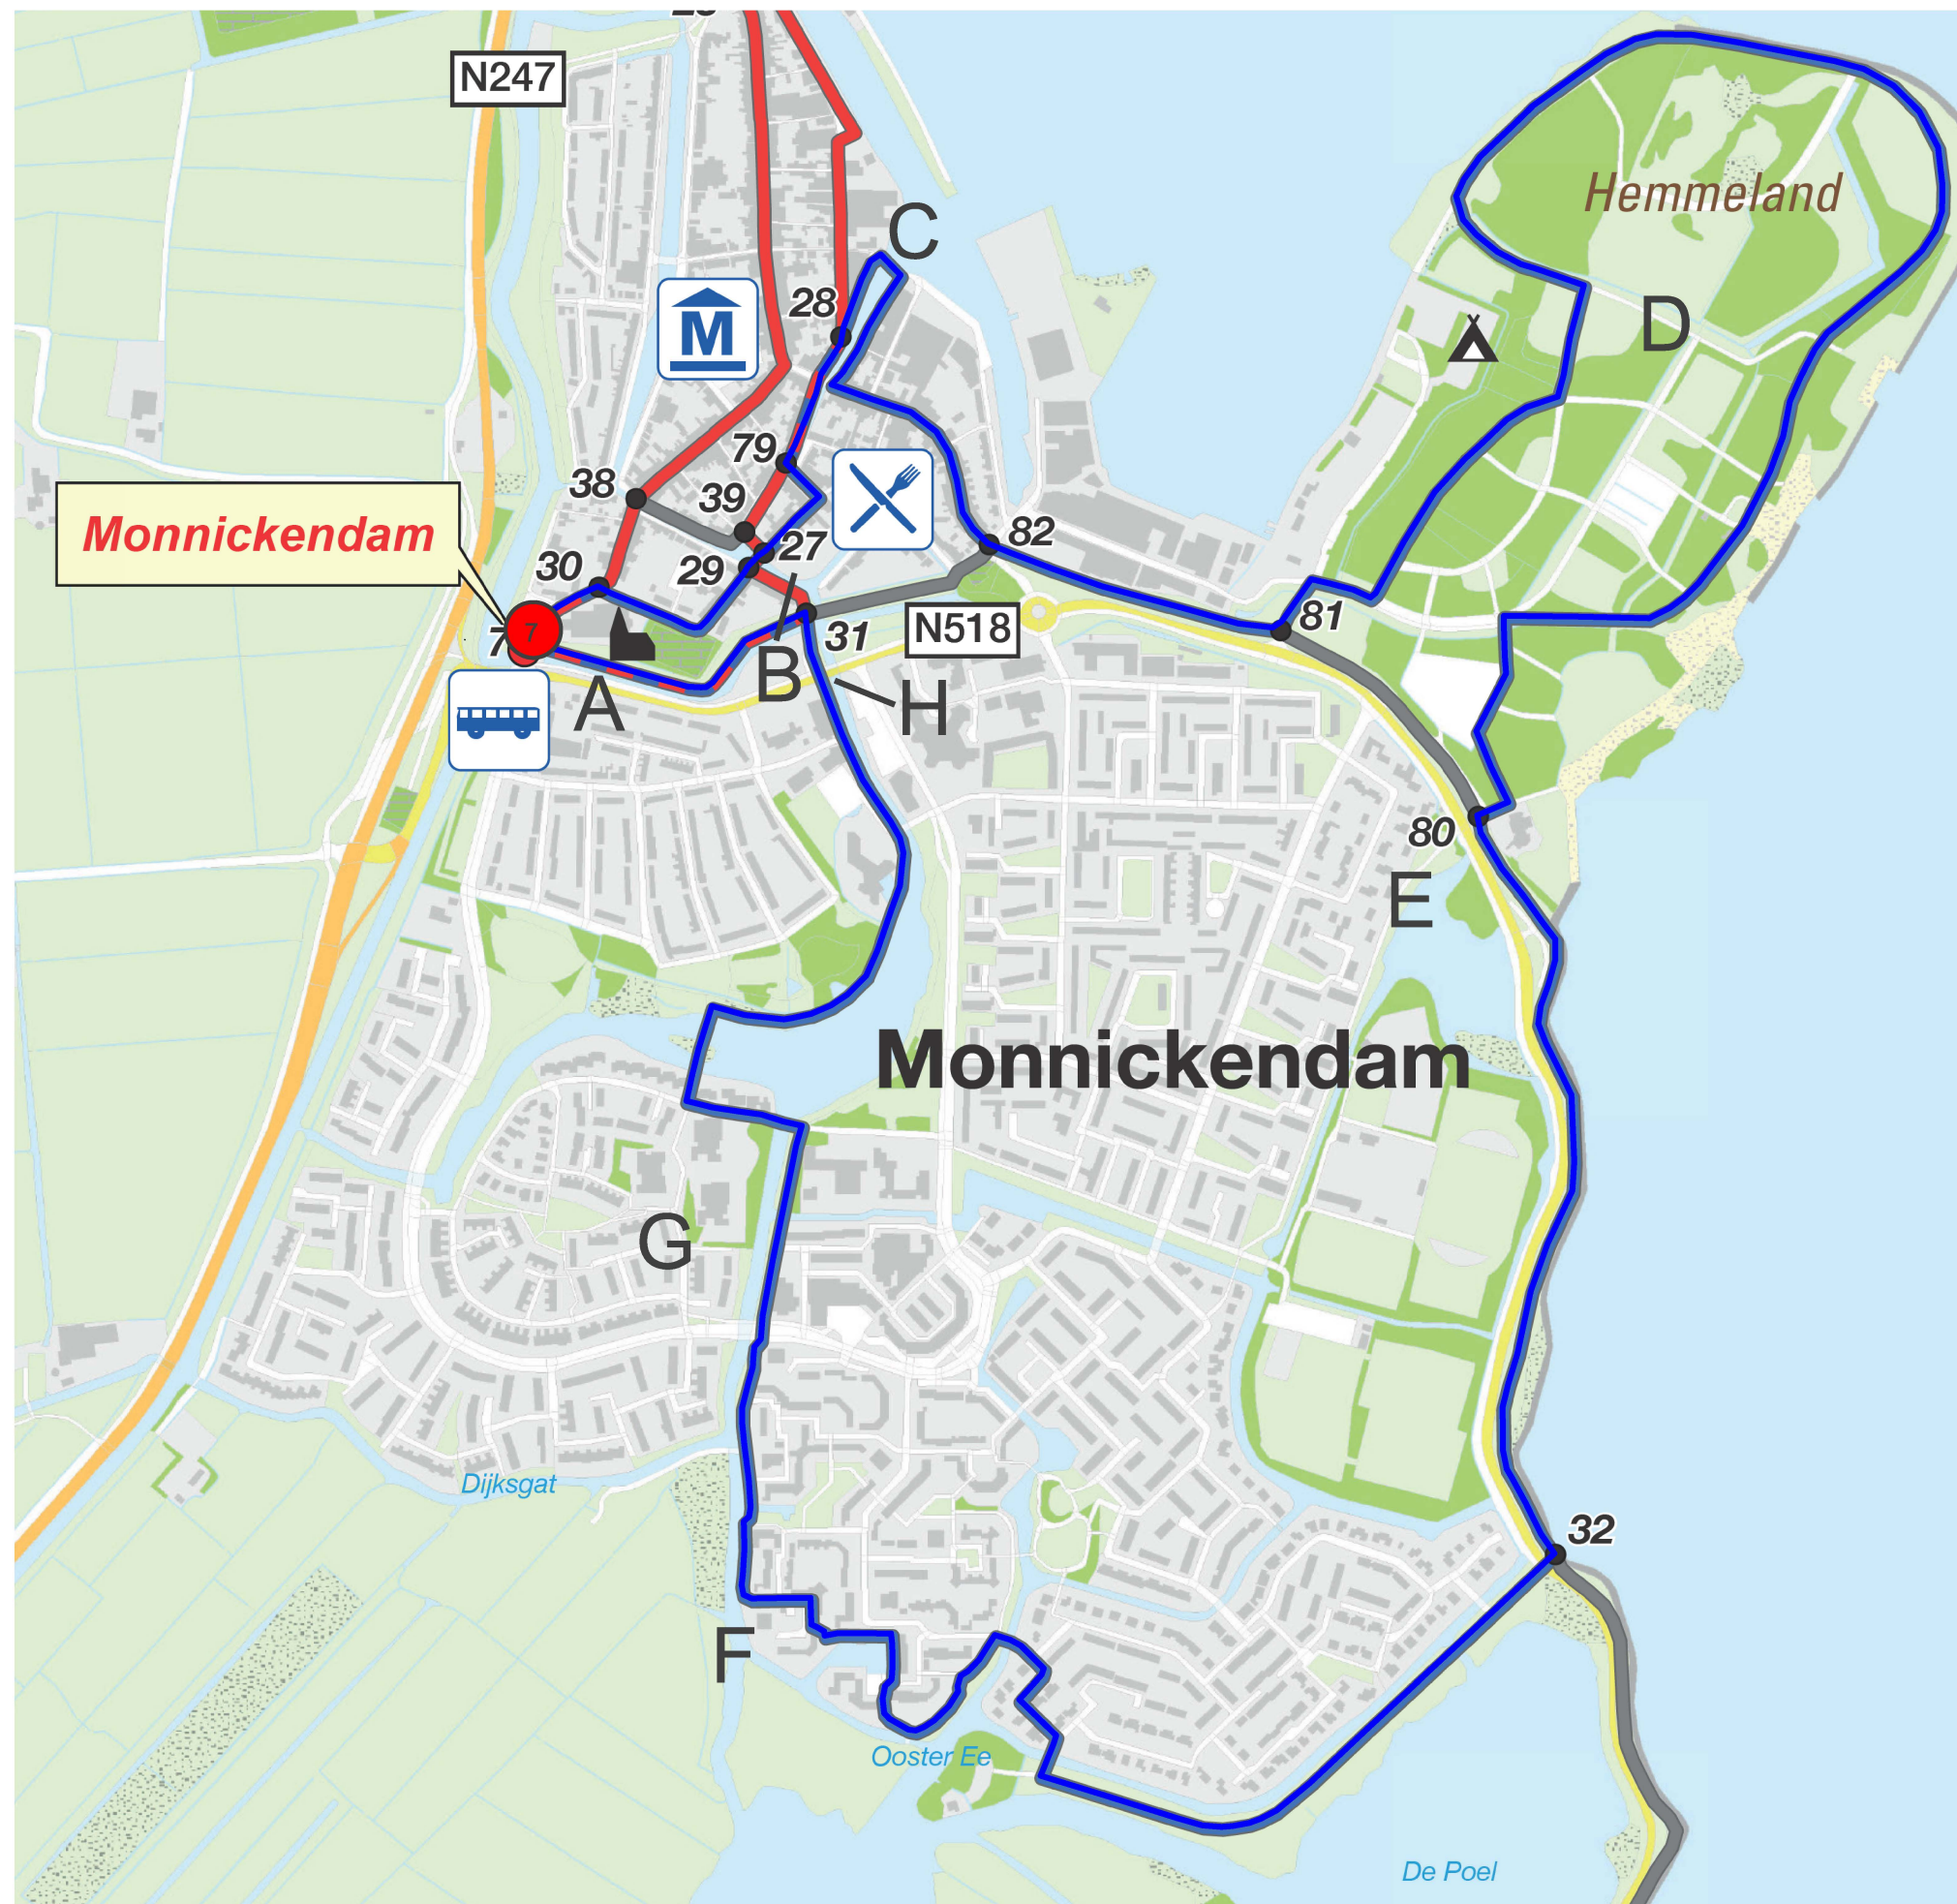 N247
Hemmeland
C
28
D
M
79
38
39
Monnickendam
27
82
30
29
7
7
81
31
N518
B
A
H
80
E
Monnickendam
G
Dijksgat
32
F
Ooster Ee
De Poel